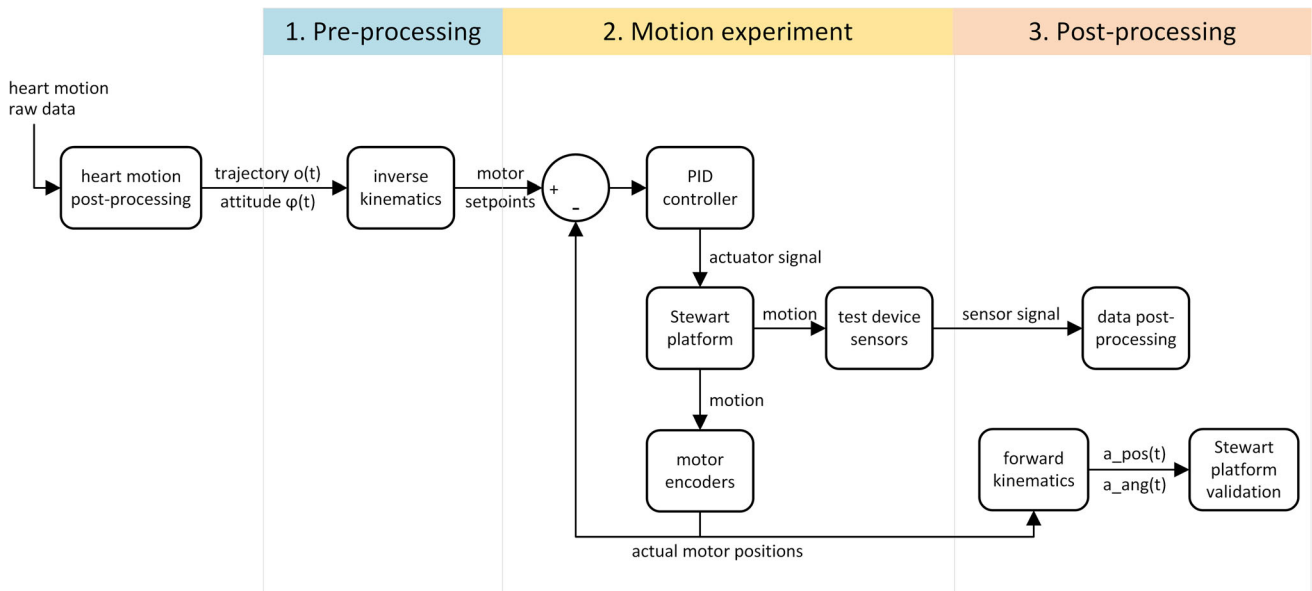 1. Pre-processing
2. Motion experiment
3. Post-processing
heart motion
raw data
heart motion
post-processing
trajectory o(t)
attitude φ(t)
inverse
kinematics
motor
setpoints
+
-
PID
controller
actuator signal
Stewart
platform
motion
test device
sensors
sensor signal
data post-
processing
motion
motor
encoders
actual motor positions
forward
kinematics
a_pos(t)
a_ang(t)
Stewart
platform
validation